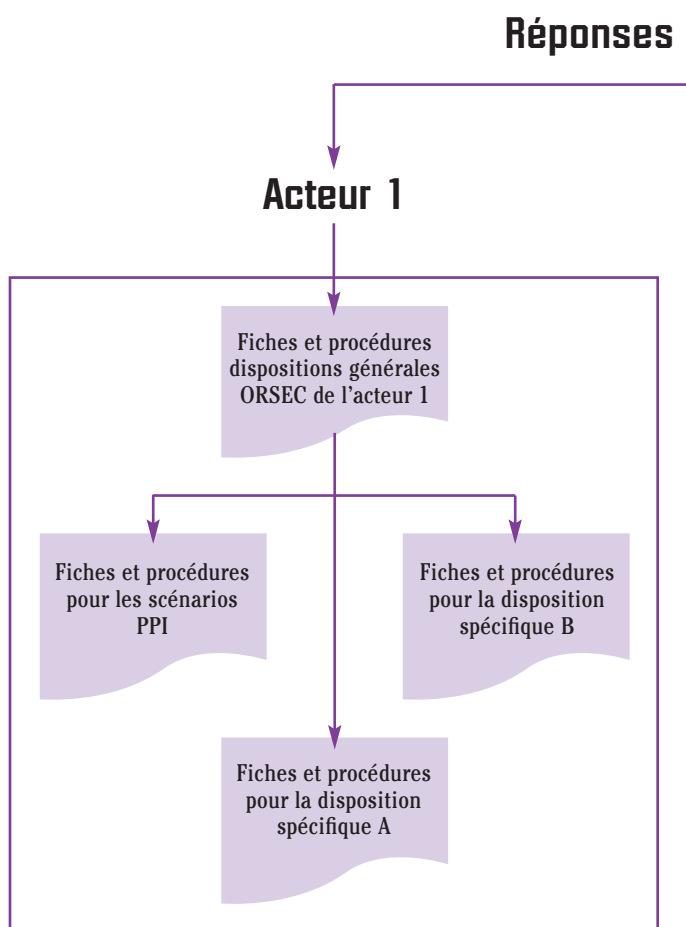 Réponses
Acteur 1
Fiches et procédures
dispositions générales
ORSEC de l’acteur 1
Fiches et procédures
pour les scénarios
PPI
Fiches et procédures
pour la disposition
spécifique B
Fiches et procédures
pour la disposition
spécifique A